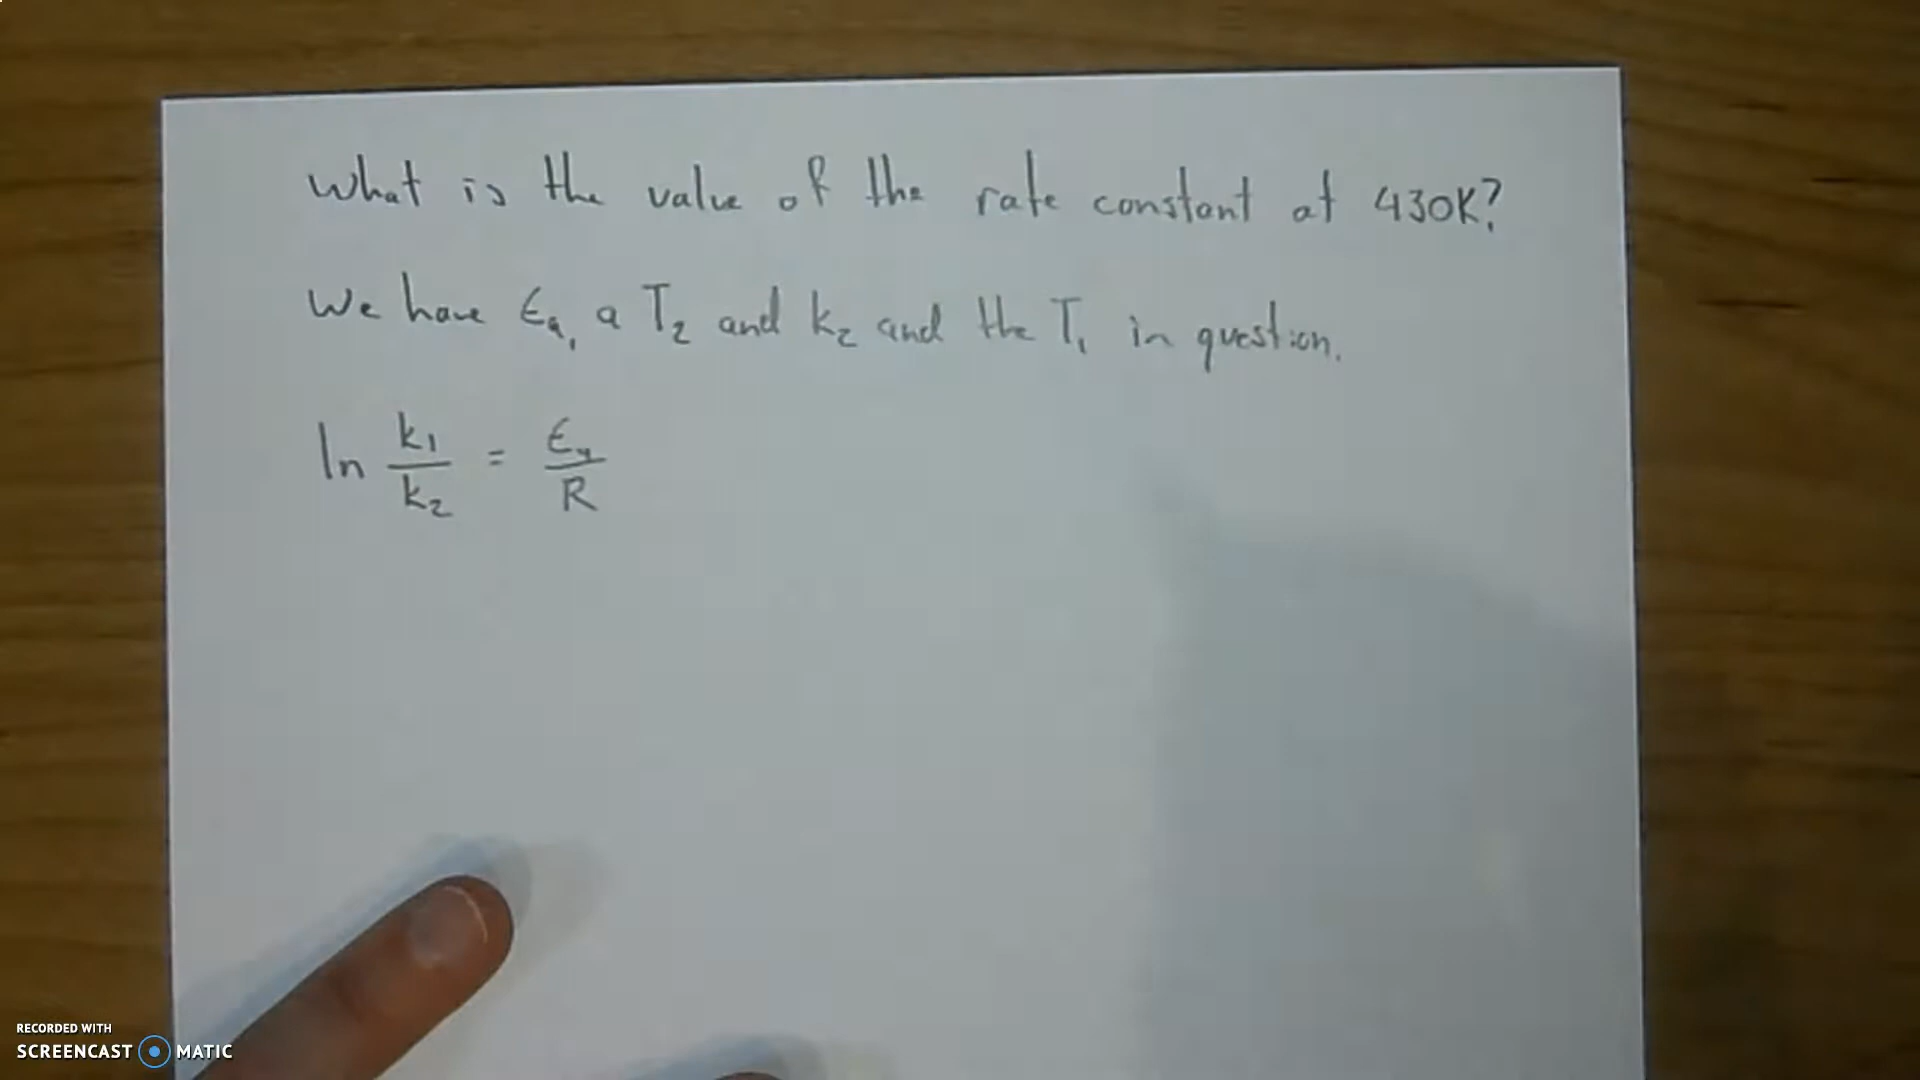 What is the value of the rate constant at 430K?
We have Ea, a T2 and k2 and the T1 in question.
ln k1/k2 = Ea/R
RECORDED WITH
SCREENCAST MATIC